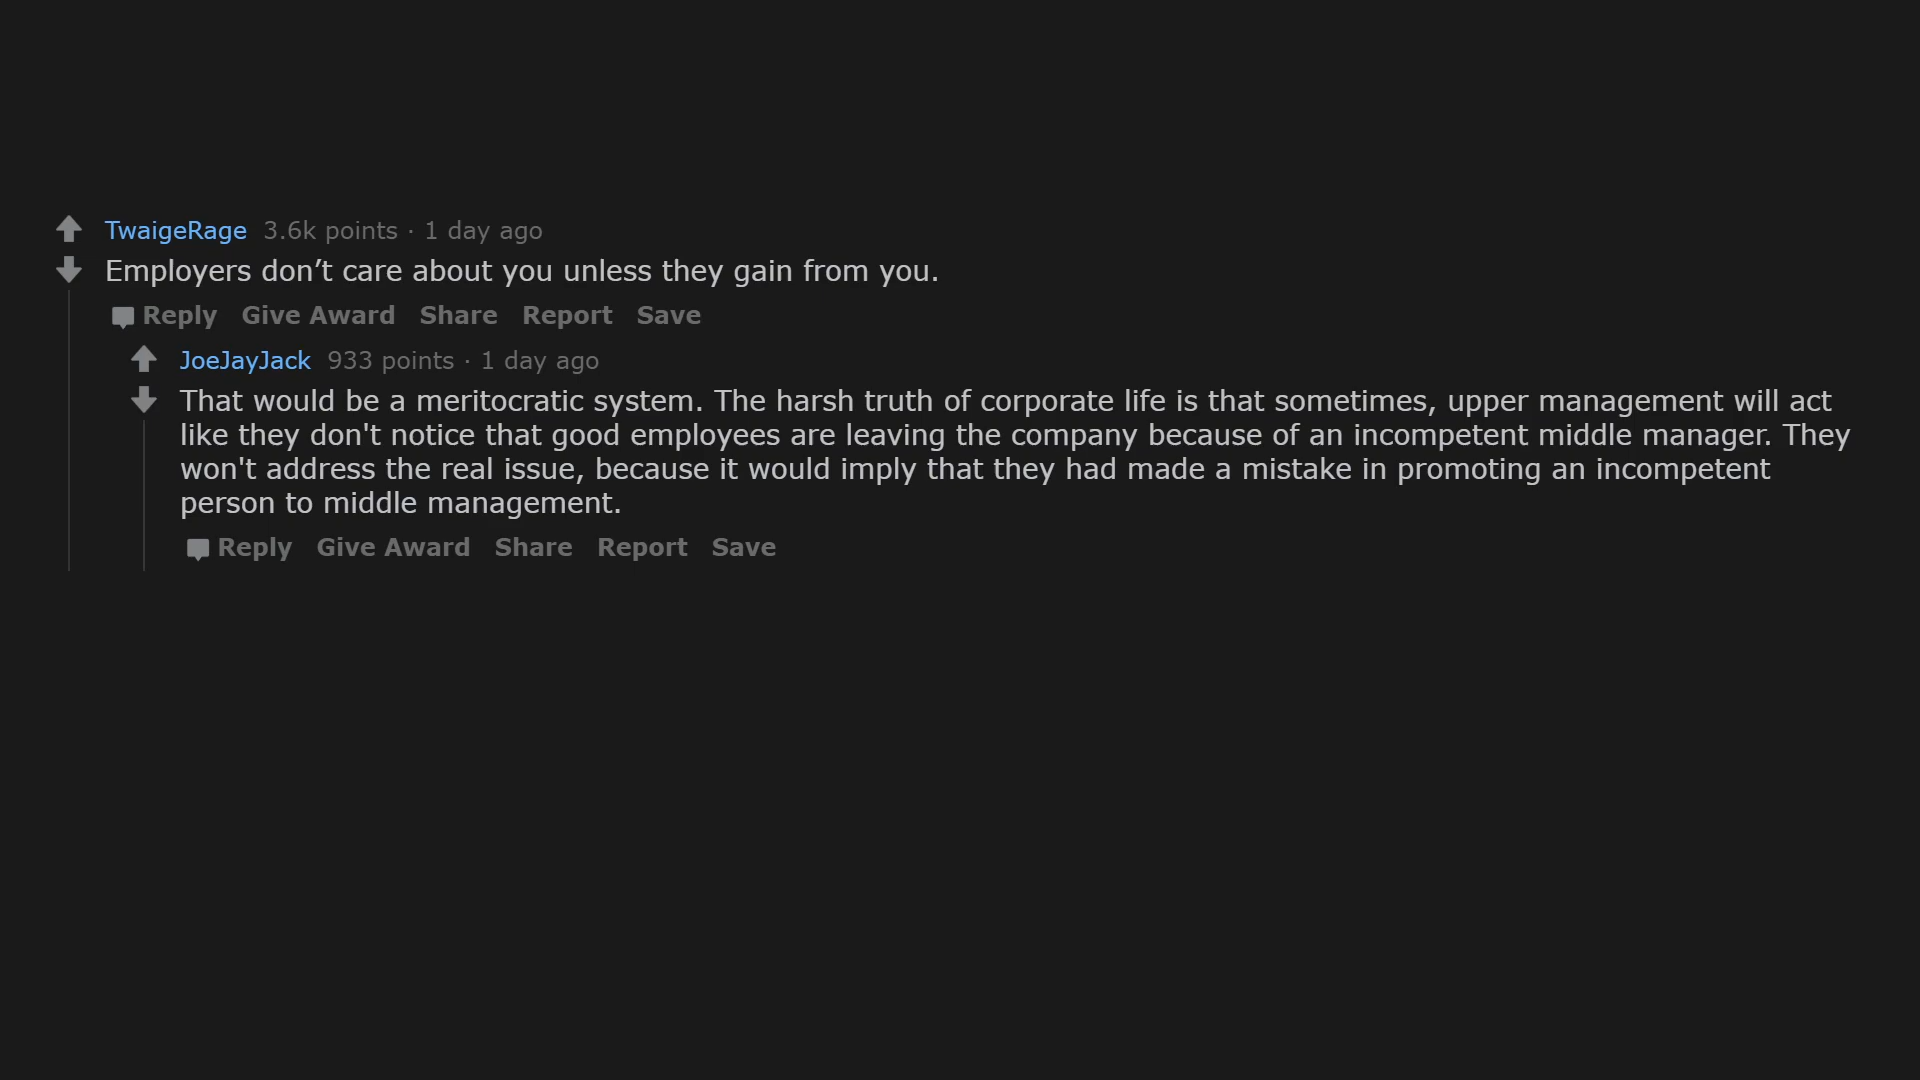 TwaigeRage 3.6k points · 1 day ago
Employers don’t care about you unless they gain from you.
Reply Give Award Share Report Save
JoeJayJack 933 points · 1 day ago
That would be a meritocratic system. The harsh truth of corporate life is that sometimes, upper management will act
like they don't notice that good employees are leaving the company because of an incompetent middle manager. They
won't address the real issue, because it would imply that they had made a mistake in promoting an incompetent
person to middle management.
Reply Give Award Share Report Save